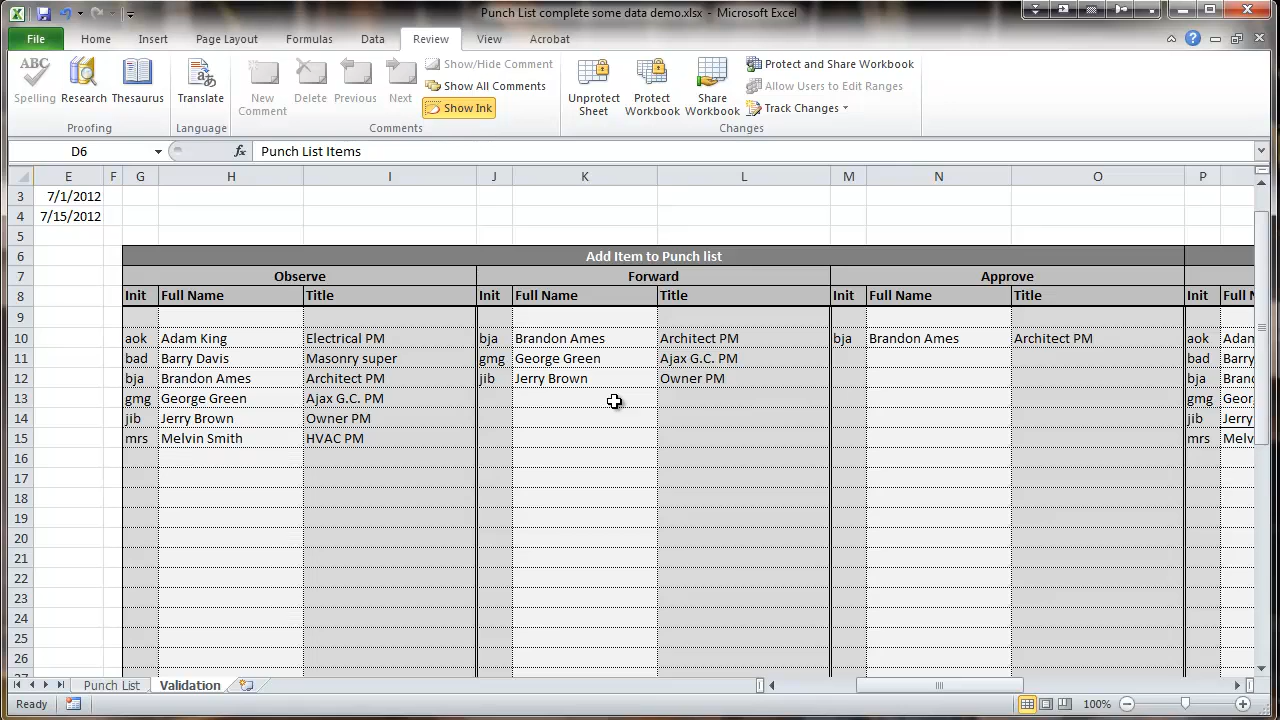 Punch List complete some data demo.xlsx - Microsoft Excel
File Home Insert Page Layout Formulas Data Review View Acrobat
ABC
Spelling Research Thesaurus
Proofing
Translate
Language
New Comment Delete Previous Next
Show/Hide Comment
Show All Comments
Show Ink
Comments
Unprotect Sheet Protect Workbook Share Workbook
Protect and Share Workbook
Allow Users to Edit Ranges
Track Changes
Changes
D6 fx Punch List Items
E F G H I J K L M N O P
3 7/1/2012
4 7/15/2012
5
6 Add Item to Punch list
7 Observe Forward Approve
8 Init Full Name Title Init Full Name Title Init Full Name Title Init Full N
9
10 aok Adam King Electrical PM bja Brandon Ames Architect PM bja Brandon Ames Architect PM aok Adam
11 bad Barry Davis Masonry super gmg George Green Ajax G.C. PM bad Barry
12 bja Brandon Ames Architect PM jib Jerry Brown Owner PM bja Brand
13 gmg George Green Ajax G.C. PM gmg Geor
14 jib Jerry Brown Owner PM jib Jerry
15 mrs Melvin Smith HVAC PM mrs Melv
16
17
18
19
20
21
22
23
24
25
26
27
Punch List Validation
Ready 100%